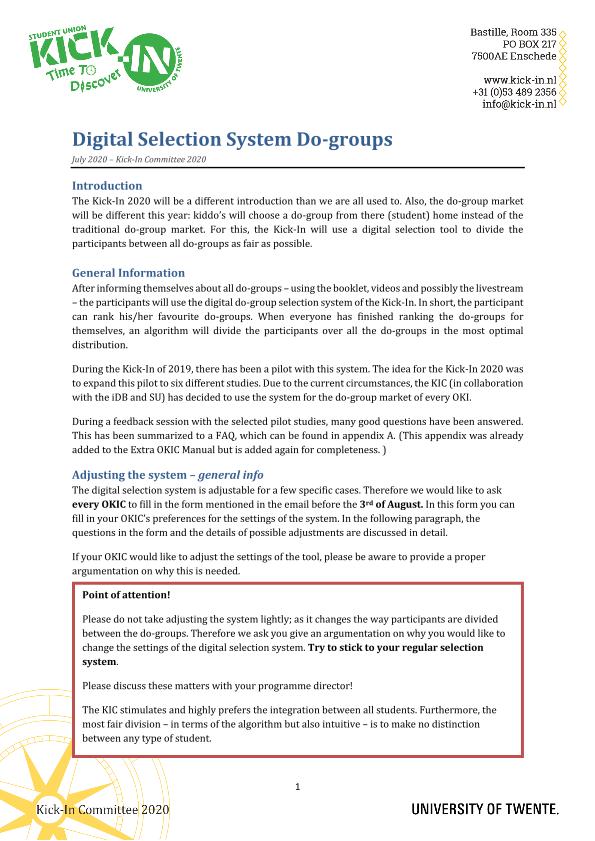 STUDENT UNION
KICK-IN
TIME TO
DISCOVER
UNIVERSITY OF TWENTE
Bastille, Room 335
PO BOX 217
7500AE Enschede
www.kick-in.nl
+31 (0)53 489 2356
info@kick-in.nl
Digital Selection System Do-groups
July 2020 – Kick-In Committee 2020
Introduction
The Kick-In 2020 will be a different introduction than we are all used to. Also, the do-group market
will be different this year: kiddo's will choose a do-group from there (student) home instead of the
traditional do-group market. For this, the Kick-In will use a digital selection tool to divide the
participants between all do-groups as fair as possible.
General Information
After informing themselves about all do-groups – using the booklet, videos and possibly the livestream
– the participants will use the digital do-group selection system of the Kick-In. In short, the participant
can rank his/her favourite do-groups. When everyone has finished ranking the do-groups for
themselves, an algorithm will divide the participants over all the do-groups in the most optimal
distribution.
During the Kick-In of 2019, there has been a pilot with this system. The idea for the Kick-In 2020 was
to expand this pilot to six different studies. Due to the current circumstances, the KIC (in collaboration
with the iDB and SU) has decided to use the system for the do-group market of every OKI.
During a feedback session with the selected pilot studies, many good questions have been answered.
This has been summarized to a FAQ, which can be found in appendix A. (This appendix was already
added to the Extra OKIC Manual but is added again for completeness. )
Adjusting the system – general info
The digital selection system is adjustable for a few specific cases. Therefore we would like to ask
every OKIC to fill in the form mentioned in the email before the 3rd of August. In this form you can
fill in your OKIC's preferences for the settings of the system. In the following paragraph, the
questions in the form and the details of possible adjustments are discussed in detail.
If your OKIC would like to adjust the settings of the tool, please be aware to provide a proper
argumentation on why this is needed.
Point of attention!
Please do not take adjusting the system lightly; as it changes the way participants are divided
between the do-groups. Therefore we ask you give an argumentation on why you would like to
change the settings of the digital selection system. Try to stick to your regular selection
system.
Please discuss these matters with your programme director!
The KIC stimulates and highly prefers the integration between all students. Furthermore, the
most fair division – in terms of the algorithm but also intuitive – is to make no distinction
between any type of student.
1
Kick-In Committee 2020
UNIVERSITY OF TWENTE.